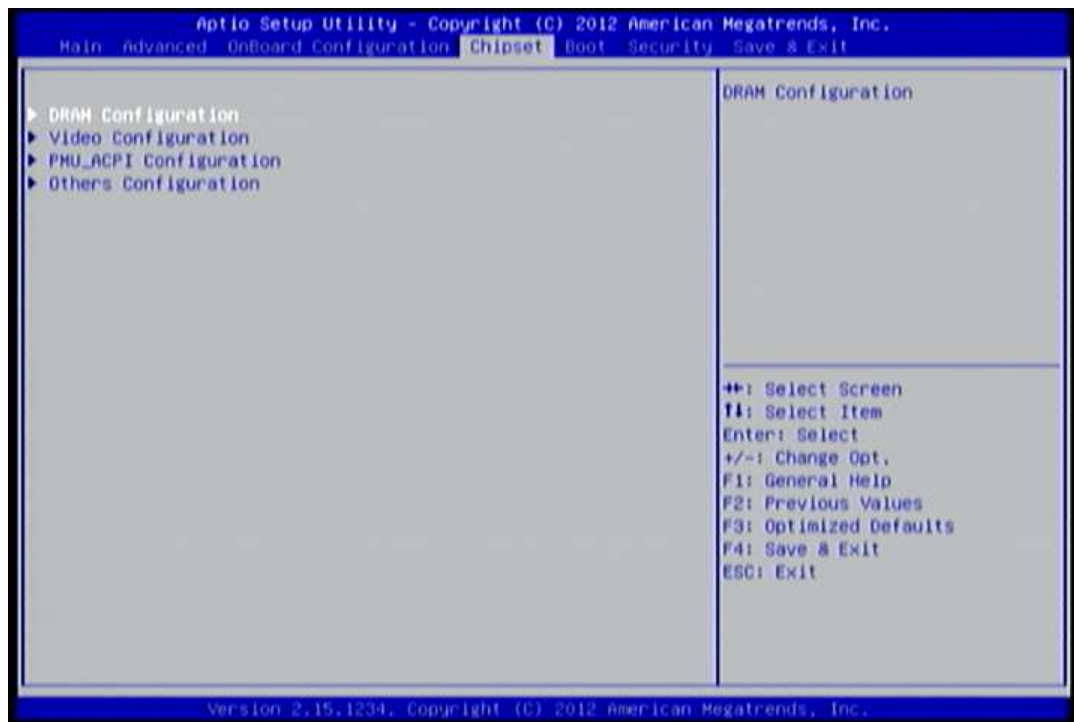 Aptio Setup Utility - Copyright (C) 2012 American Megatrends, Inc.
Main Advanced OnBoard Configuration Chipset Boot Security Save & Exit
DRAM Configuration
Video Configuration
PMU_ACPI Configuration
Others Configuration
DRAM Configuration
→←: Select Screen
↑↓: Select Item
Enter: Select
+/-: Change Opt.
F1: General Help
F2: Previous Values
F3: Optimized Defaults
F4: Save & Exit
ESC: Exit
Version 2.15.1234. Copyright (C) 2012 American Megatrends, Inc.